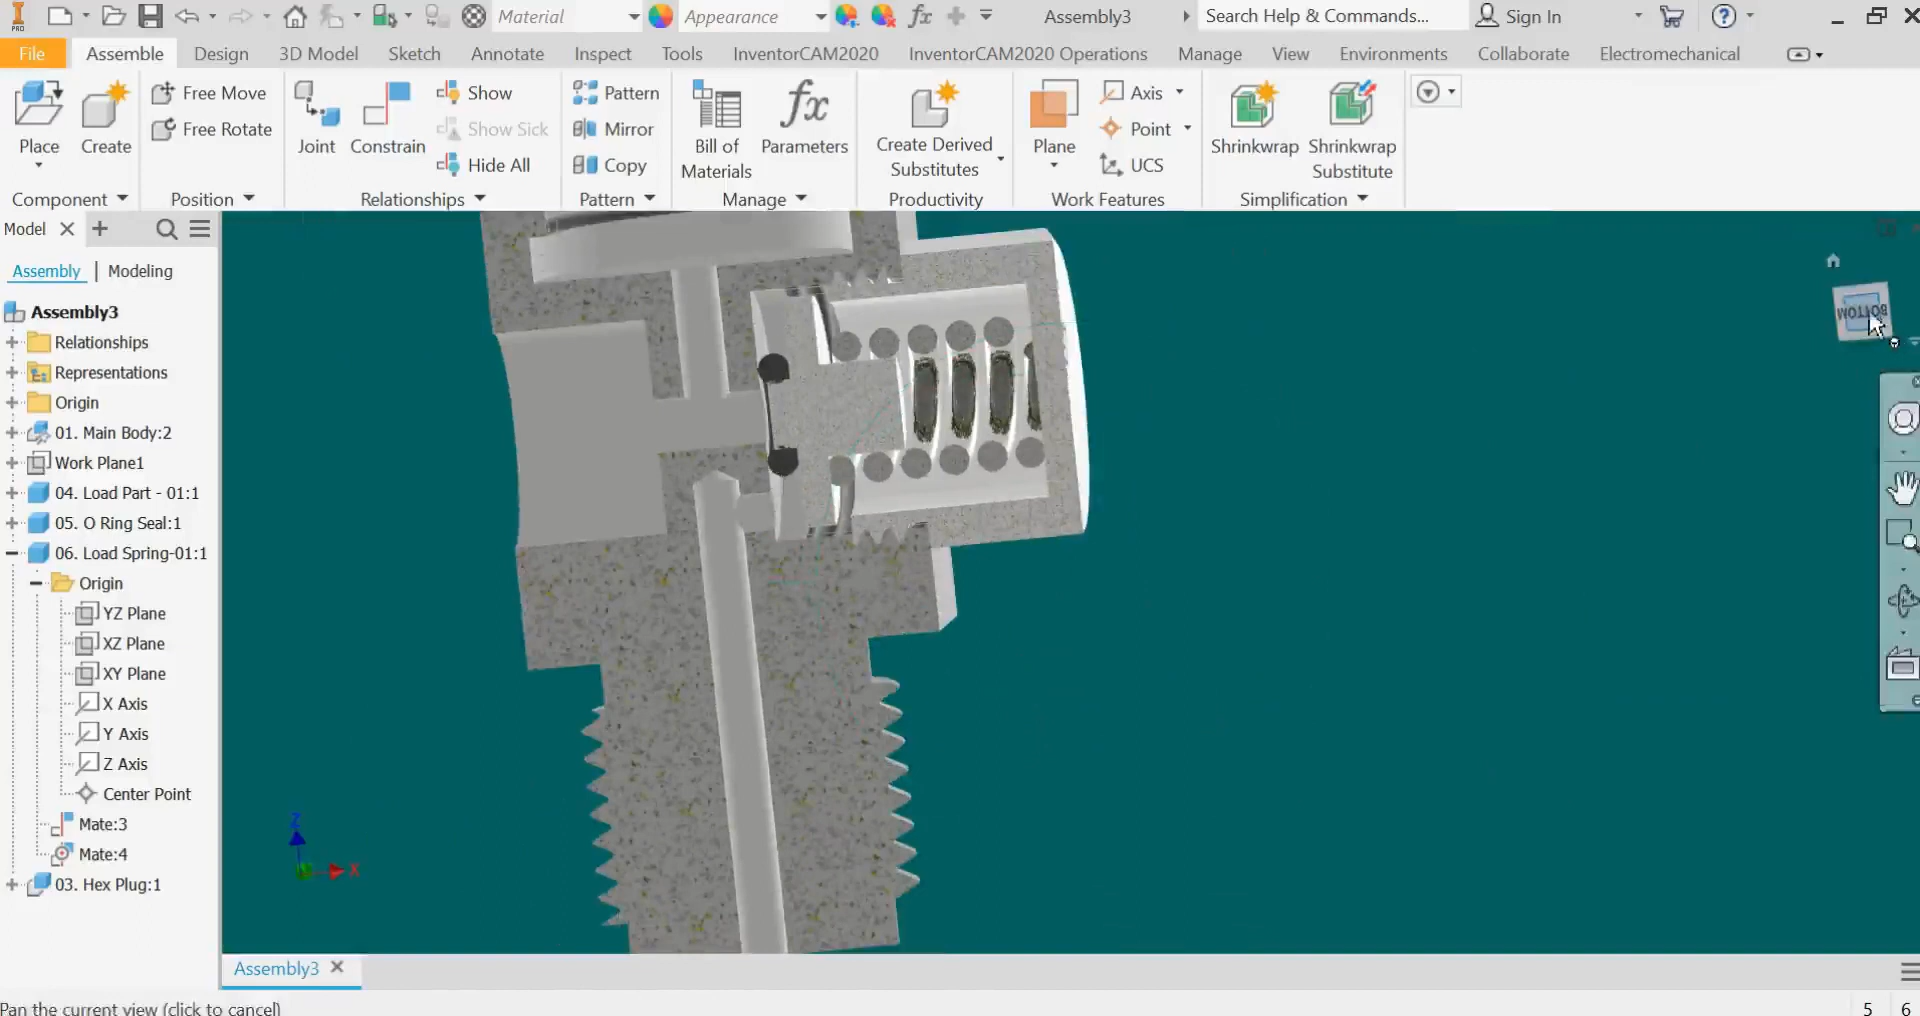 PRO
Material
Appearance
fx
Assembly3
Search Help & Commands...
Sign In
File
Assemble
Design
3D Model
Sketch
Annotate
Inspect
Tools
InventorCAM2020
InventorCAM2020 Operations
Manage
View
Environments
Collaborate
Electromechanical
Place
Create
Free Move
Free Rotate
Joint
Constrain
Show
Show Sick
Hide All
Pattern
Mirror
Copy
Bill of
Materials
fx
Parameters
Create Derived
Substitutes
Plane
Axis
Point
UCS
Shrinkwrap
Shrinkwrap
Substitute
Component
Position
Relationships
Pattern
Manage
Productivity
Work Features
Simplification
Model
Assembly
Modeling
Assembly3
Relationships
Representations
Origin
01. Main Body:2
Work Plane1
04. Load Part - 01:1
05. O Ring Seal:1
06. Load Spring-01:1
Origin
YZ Plane
XZ Plane
XY Plane
X Axis
Y Axis
Z Axis
Center Point
Mate:3
Mate:4
03. Hex Plug:1
BOTTOM
Z
X
Assembly3
Pan the current view (click to cancel)
5
6